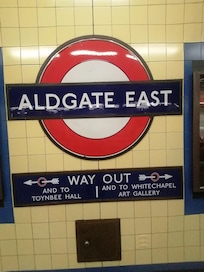 ALDGATE EAST
WAY OUT
AND TO
TOYNBEE HALL
AND TO WHITECHAPEL
ART GALLERY